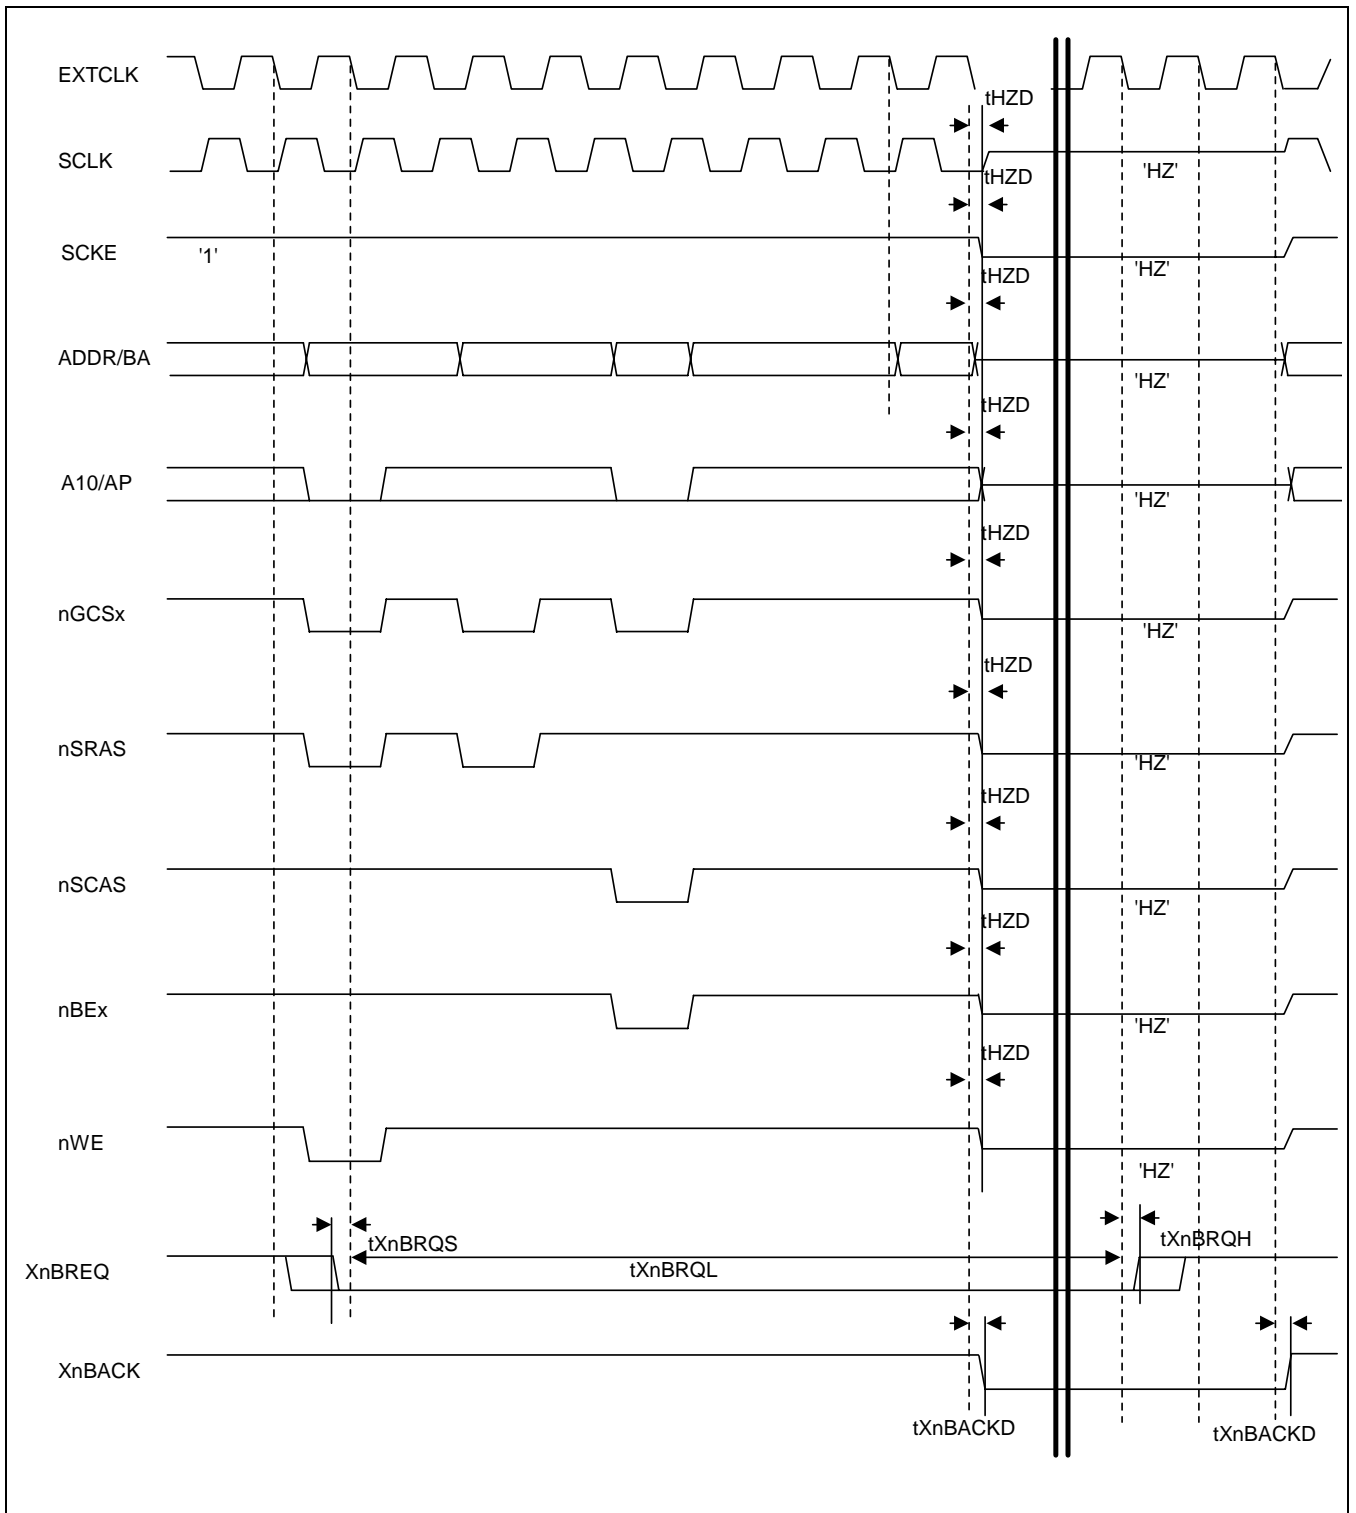 EXTCLK
tHZD
SCLK
'HZ'
tHZD
SCKE
'1'
'HZ'
tHZD
ADDR/BA
'HZ'
tHZD
A10/AP
'HZ'
tHZD
nGCSx
'HZ'
tHZD
nSRAS
'HZ'
tHZD
nSCAS
'HZ'
tHZD
nBEx
'HZ'
tHZD
nWE
'HZ'
tXnBRQS
tXnBRQH
XnBREQ
tXnBRQL
XnBACK
tXnBACKD
tXnBACKD